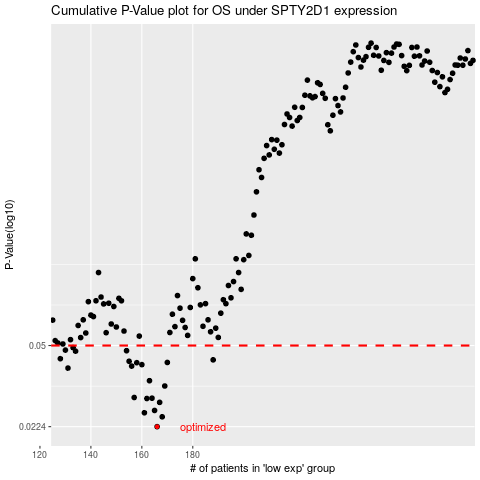 Cumulative P-Value plot for OS under SPTY2D1 expression
P-Value(log10)
0.05
0.0224
optimized
120 140 160 180
# of patients in 'low exp' group